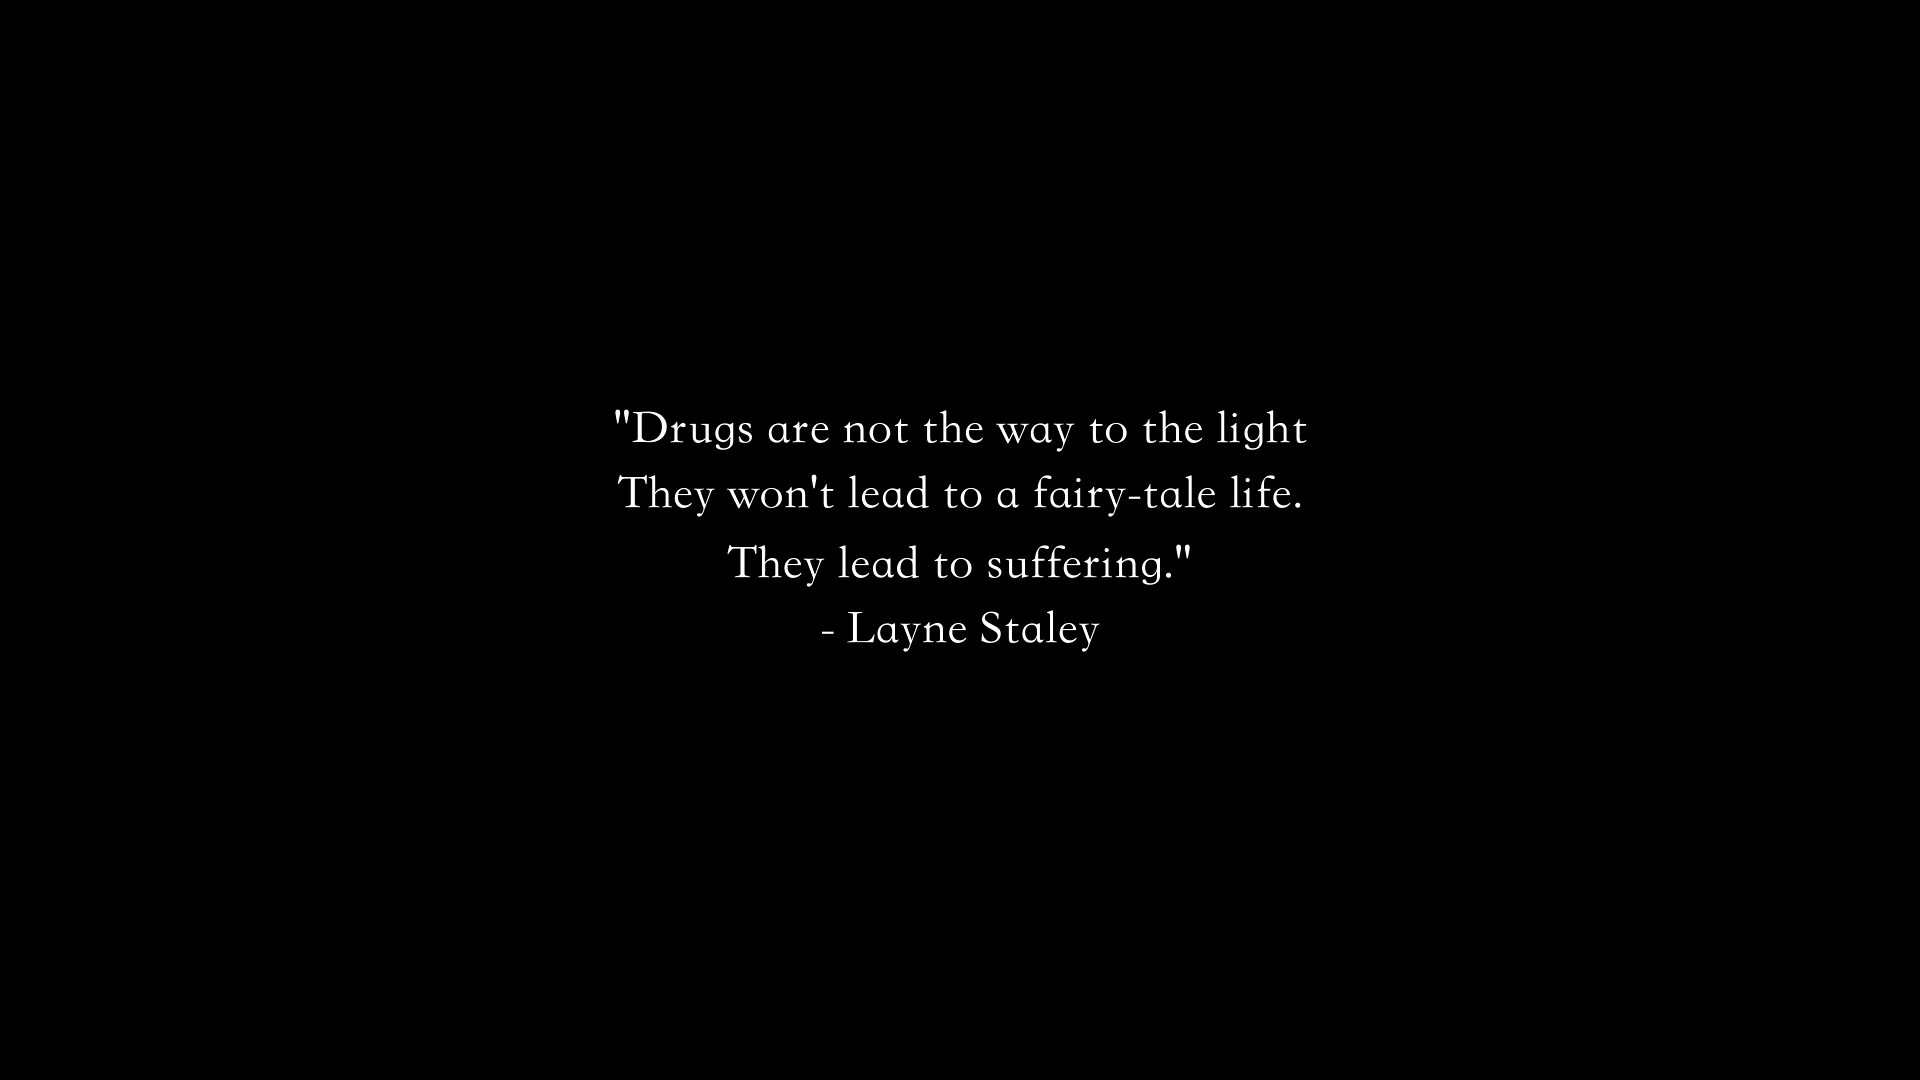 "Drugs are not the way to the light
They won't lead to a fairy-tale life.
They lead to suffering."
- Layne Staley